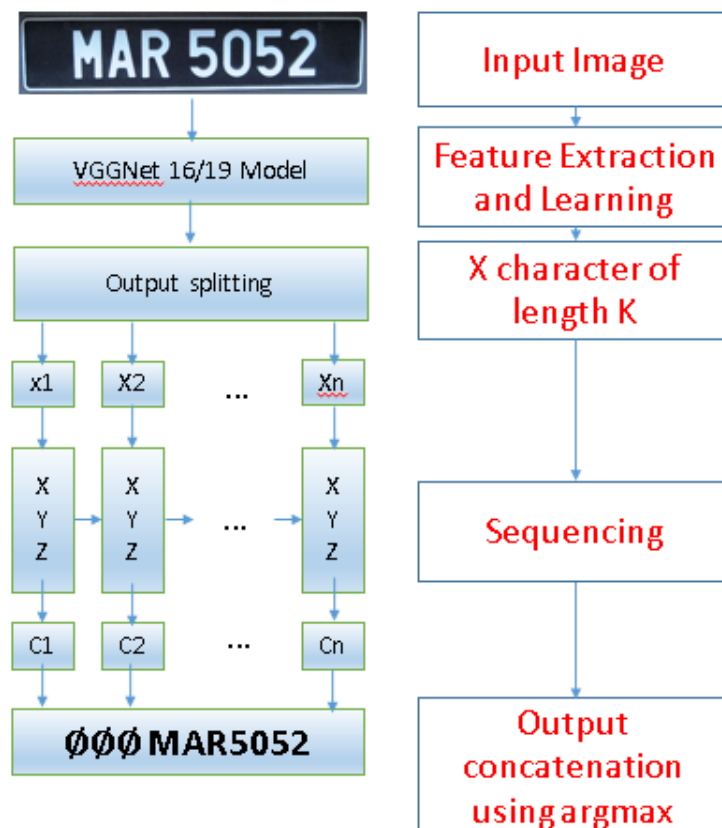 MAR 5052
Input Image
VGGNet 16/19 Model
Feature Extraction
and Learning
Output splitting
X character of
length K
x1 X2 ... Xn
X X X
Y Y ... Y
Z Z Z
Sequencing
C1 C2 ... Cn
ØØØ MAR5052
Output
concatenation
using argmax